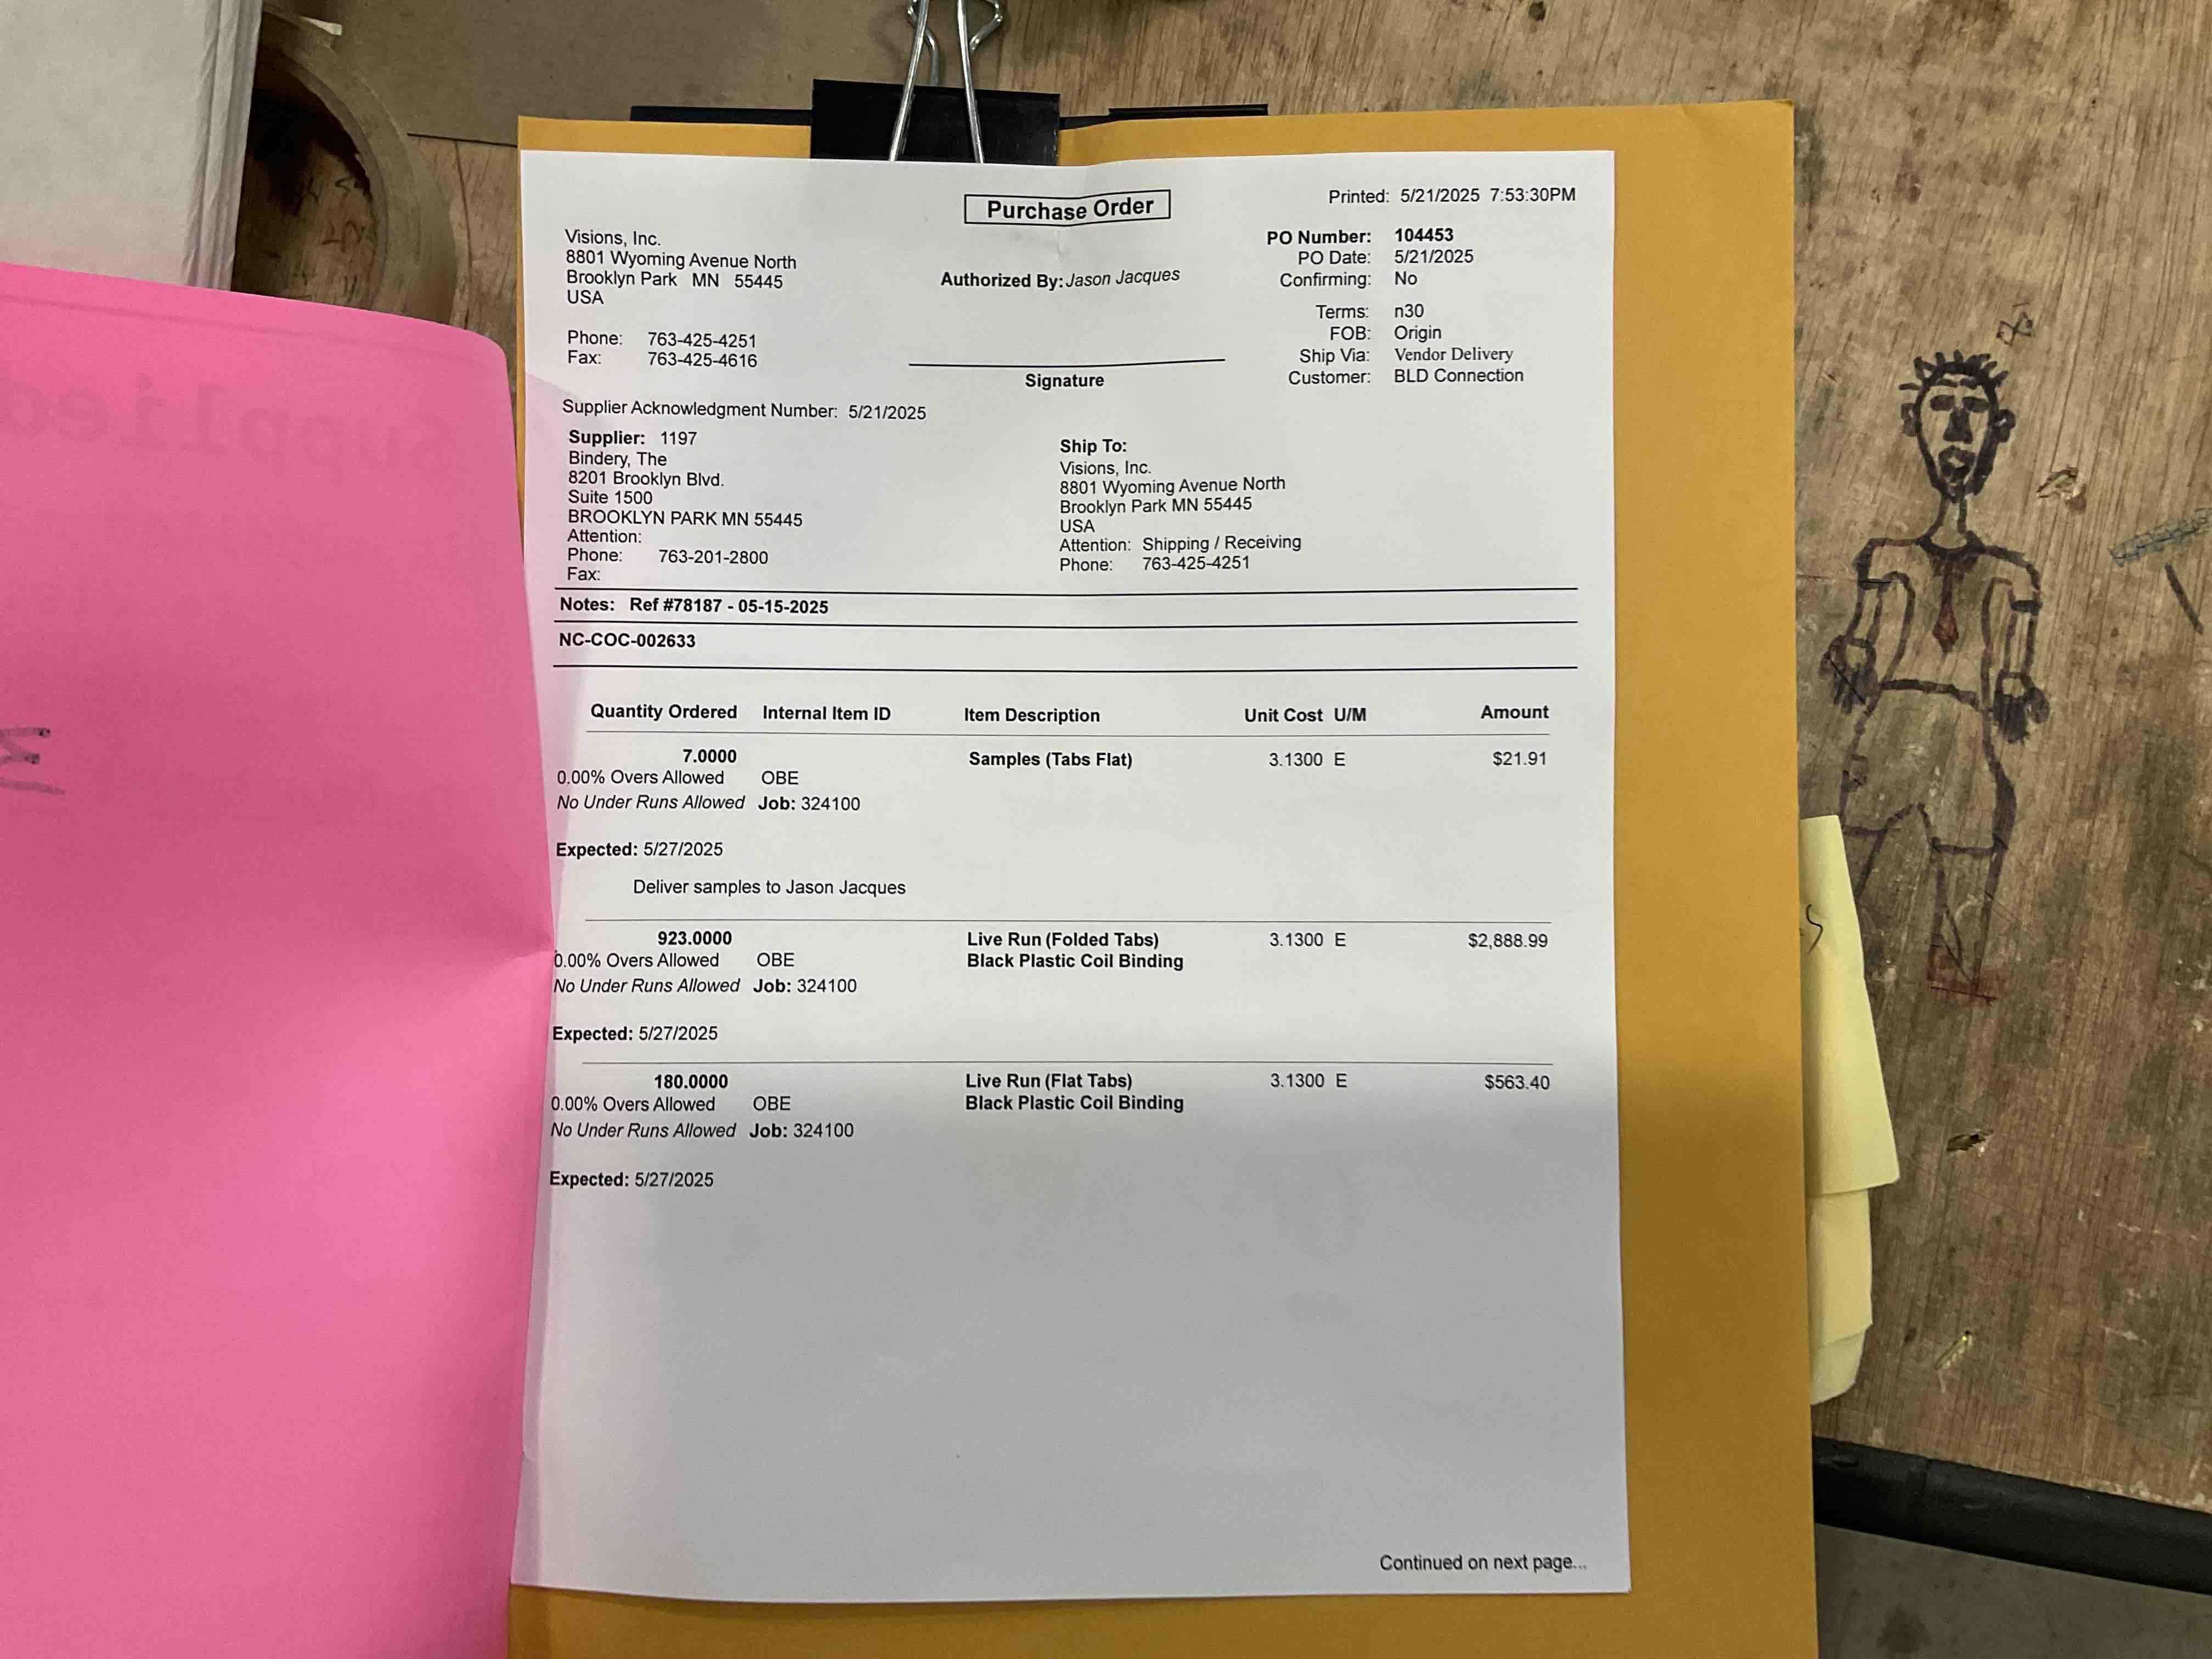 Purchase Order
Printed: 5/21/2025 7:53:30PM
Visions, Inc.
8801 Wyoming Avenue North
Brooklyn Park MN 55445
USA
Phone: 763-425-4251
Fax: 763-425-4616
Authorized By: Jason Jacques
Signature
PO Number: 104453
PO Date: 5/21/2025
Confirming: No
Terms: n30
FOB: Origin
Ship Via: Vendor Delivery
Customer: BLD Connection
Supplier Acknowledgment Number: 5/21/2025
Supplier: 1197
Bindery, The
8201 Brooklyn Blvd.
Suite 1500
BROOKLYN PARK MN 55445
Attention:
Phone: 763-201-2800
Fax:
Ship To:
Visions, Inc.
8801 Wyoming Avenue North
Brooklyn Park MN 55445
USA
Attention: Shipping / Receiving
Phone: 763-425-4251
Notes: Ref #78187 - 05-15-2025
NC-COC-002633
Quantity Ordered Internal Item ID Item Description Unit Cost U/M Amount
7.0000 Samples (Tabs Flat) 3.1300 E $21.91
0.00% Overs Allowed OBE
No Under Runs Allowed Job: 324100
Expected: 5/27/2025
Deliver samples to Jason Jacques
923.0000 Live Run (Folded Tabs) 3.1300 E $2,888.99
0.00% Overs Allowed OBE Black Plastic Coil Binding
No Under Runs Allowed Job: 324100
Expected: 5/27/2025
180.0000 Live Run (Flat Tabs) 3.1300 E $563.40
0.00% Overs Allowed OBE Black Plastic Coil Binding
No Under Runs Allowed Job: 324100
Expected: 5/27/2025
Continued on next page...